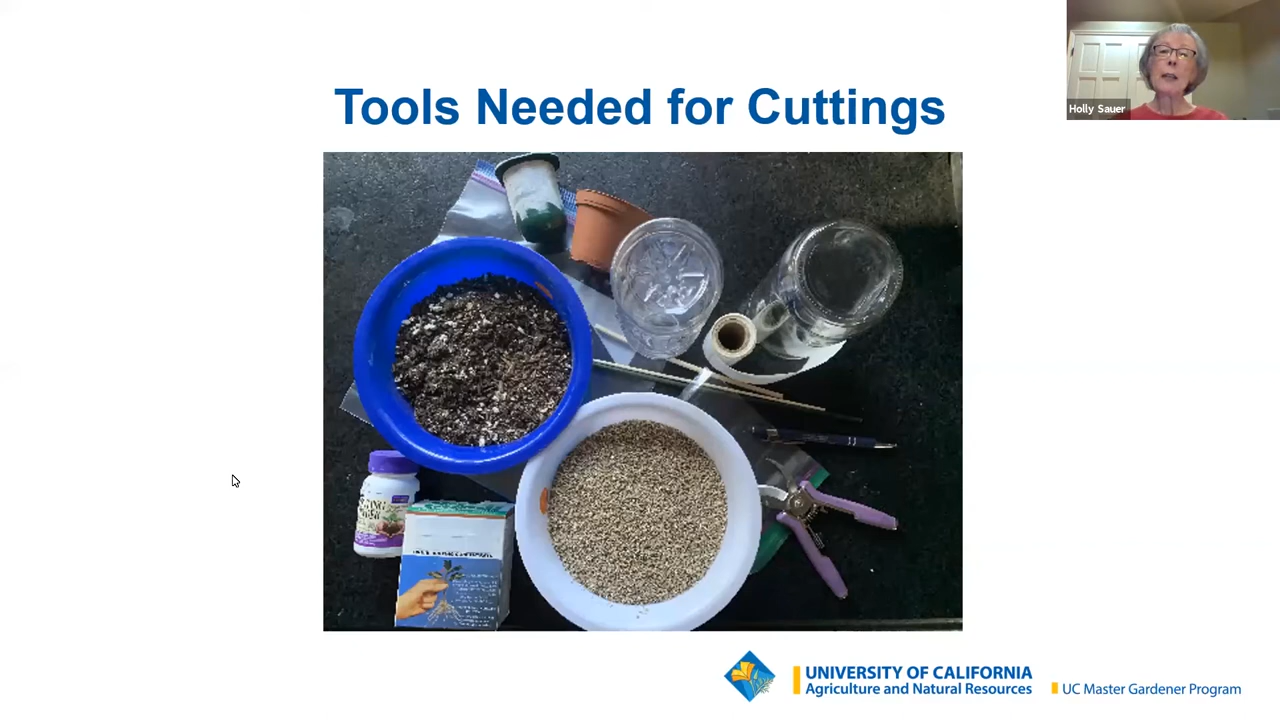 Tools Needed for Cuttings
Holly Sauer
UNIVERSITY OF CALIFORNIA
Agriculture and Natural Resources
UC Master Gardener Program